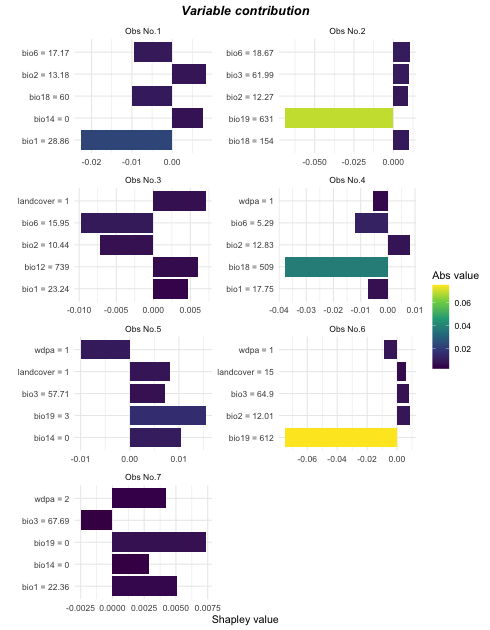 Variable contribution
Obs No.1
bio6 = 17.17
bio2 = 13.18
bio18 = 60
bio14 = 0
bio1 = 28.86
-0.02 -0.01 0.00
Obs No.2
bio6 = 18.67
bio3 = 61.99
bio2 = 12.27
bio19 = 631
bio18 = 154
-0.050 -0.025 0.000
Obs No.3
landcover = 1
bio6 = 15.95
bio2 = 10.44
bio12 = 739
bio1 = 23.24
-0.010 -0.005 0.000 0.005
Obs No.4
wdpa = 1
bio6 = 5.29
bio2 = 12.83
bio18 = 509
bio1 = 17.75
-0.04 -0.03 -0.02 -0.01 0.00 0.01
Obs No.5
wdpa = 1
landcover = 1
bio3 = 57.71
bio19 = 3
bio14 = 0
-0.01 0.00 0.01
Obs No.6
wdpa = 1
landcover = 15
bio3 = 64.9
bio2 = 12.01
bio19 = 612
-0.06 -0.04 -0.02 0.00
Obs No.7
wdpa = 2
bio3 = 67.69
bio19 = 0
bio14 = 0
bio1 = 22.36
-0.0025 0.0000 0.0025 0.0050 0.0075
Shapley value
Abs value
0.06
0.04
0.02